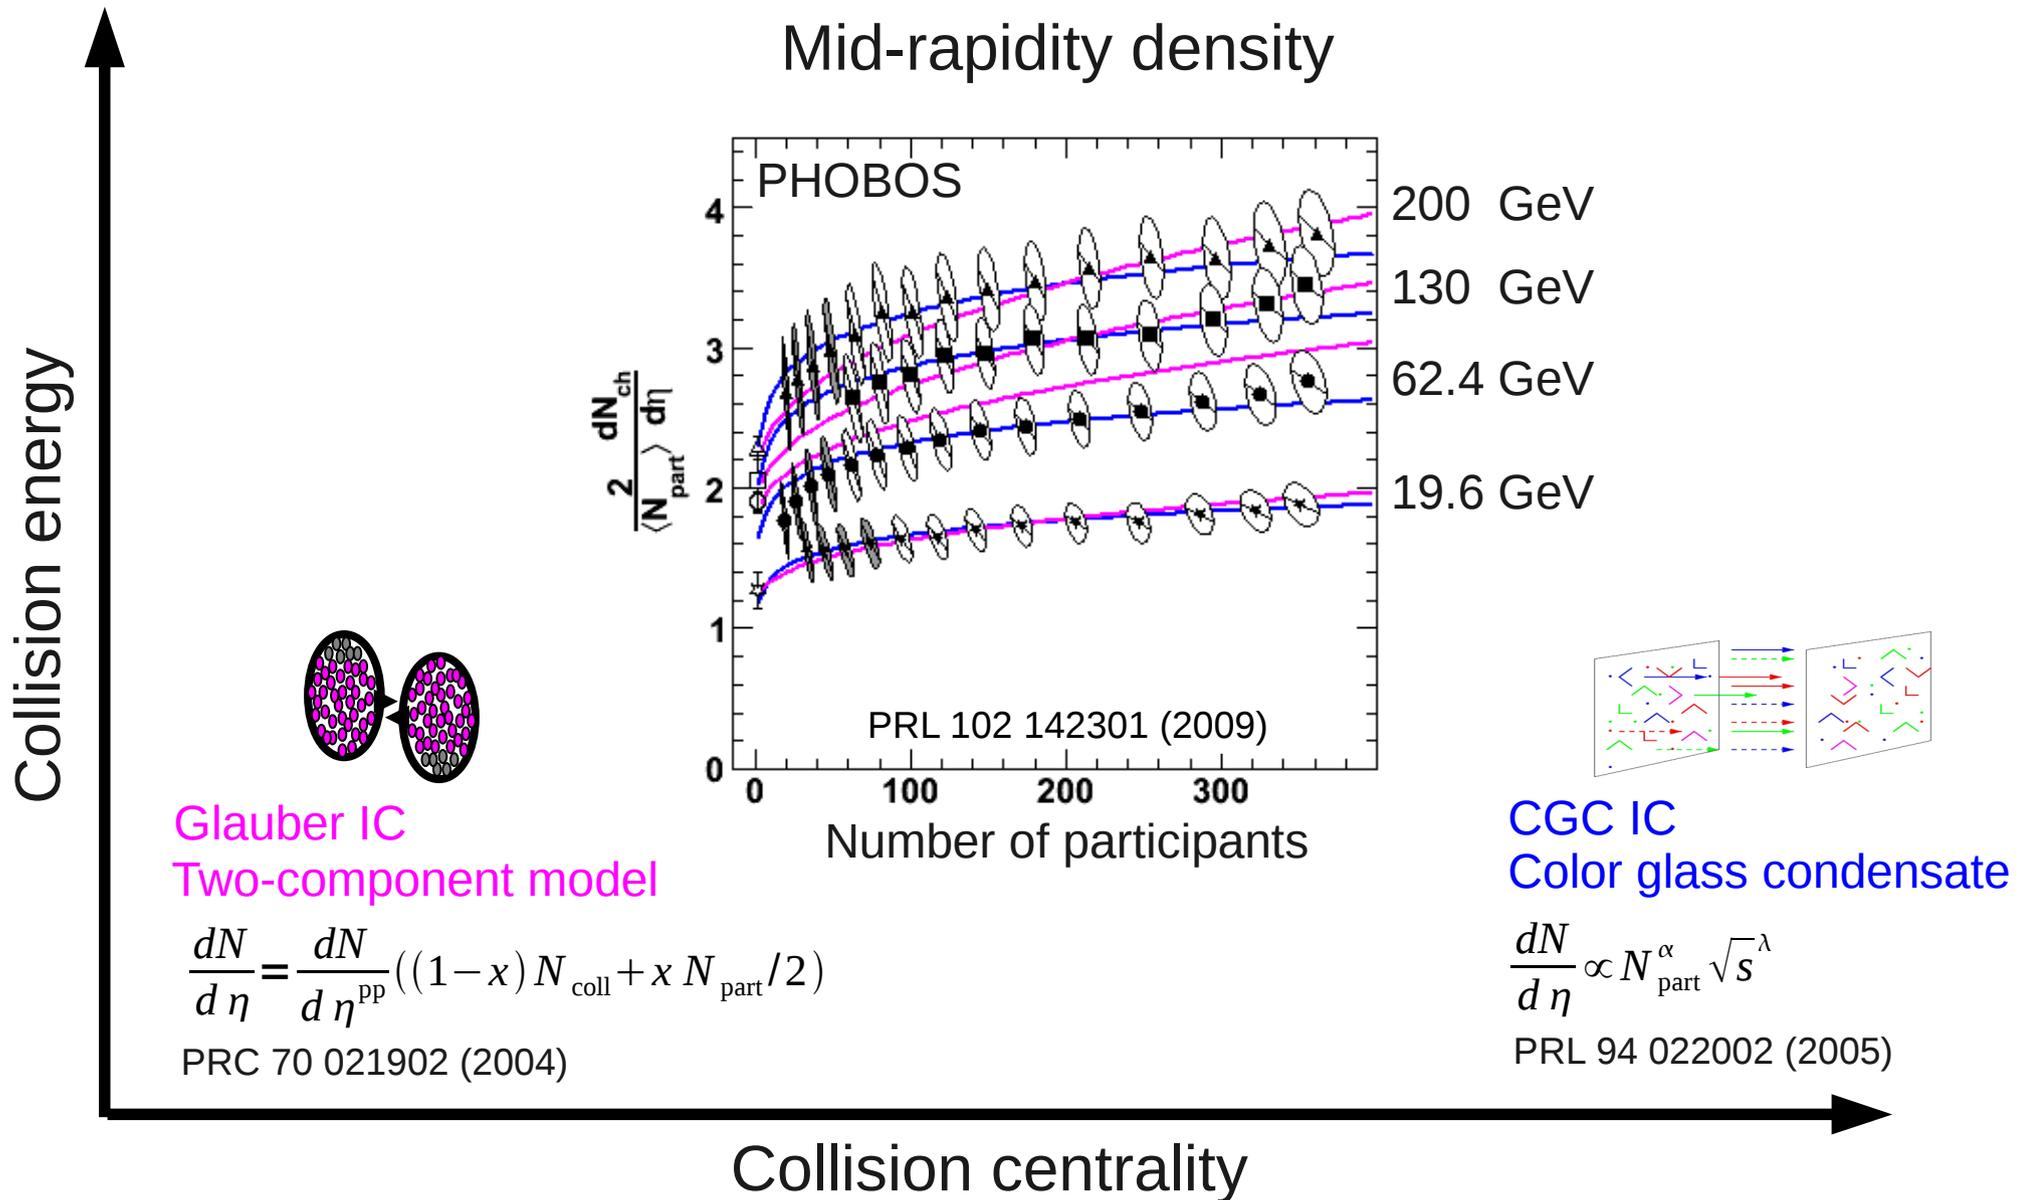 Mid-rapidity density
Collision energy
PHOBOS
4
3
2
1
0
2 dN_ch
⟨N_part⟩ dη
200 GeV
130 GeV
62.4 GeV
19.6 GeV
PRL 102 142301 (2009)
0 100 200 300
Number of participants
Glauber IC
Two-component model
dN/d η = dN/d η^pp ((1−x) N_coll + x N_part/2)
PRC 70 021902 (2004)
CGC IC
Color glass condensate
dN/d η ∝ N_part^α √s^λ
PRL 94 022002 (2005)
Collision centrality